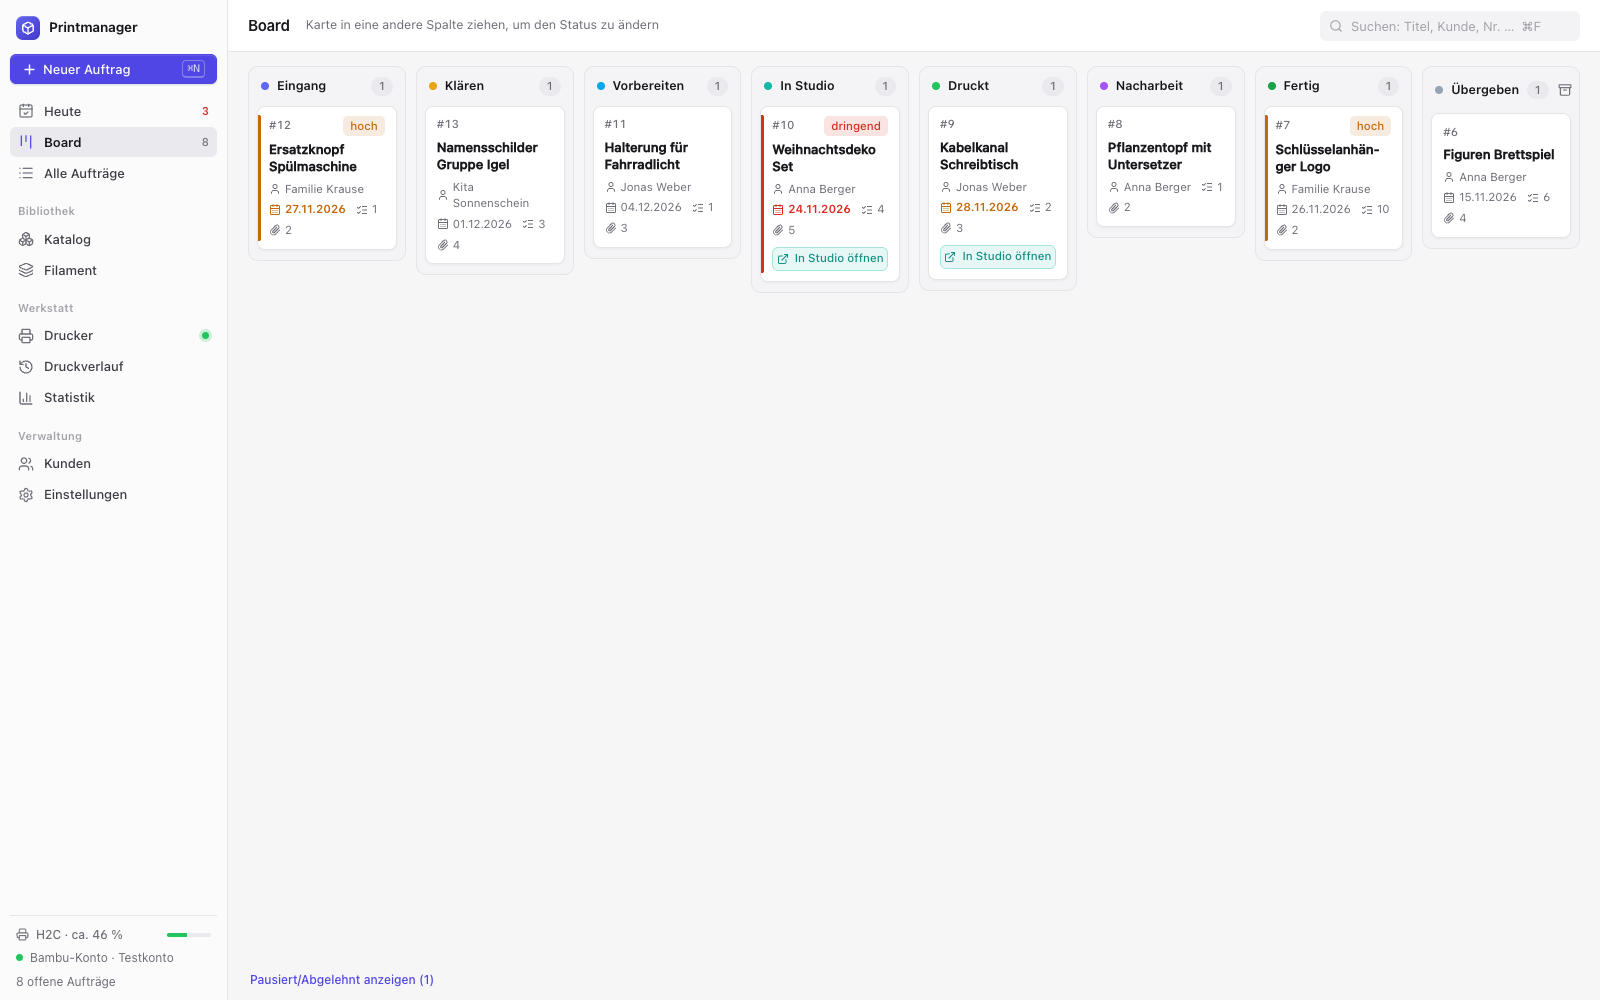 Printmanager
Neuer Auftrag ⌘N
Heute 3
Board 8
Alle Aufträge
Bibliothek
Katalog
Filament
Werkstatt
Drucker
Druckverlauf
Statistik
Verwaltung
Kunden
Einstellungen
H2C · ca. 46 %
Bambu-Konto · Testkonto
8 offene Aufträge
Board Karte in eine andere Spalte ziehen, um den Status zu ändern
Suchen: Titel, Kunde, Nr. ... ⌘F
Eingang 1
#12 hoch
Ersatzknopf
Spülmaschine
Familie Krause
27.11.2026 1
2
Klären 1
#13
Namensschilder
Gruppe Igel
Kita
Sonnenschein
01.12.2026 3
4
Vorbereiten 1
#11
Halterung für
Fahrradlicht
Jonas Weber
04.12.2026 1
3
In Studio 1
#10 dringend
Weihnachtsdeko
Set
Anna Berger
24.11.2026 4
5
In Studio öffnen
Druckt 1
#9
Kabelkanal
Schreibtisch
Jonas Weber
28.11.2026 2
3
In Studio öffnen
Nacharbeit 1
#8
Pflanzentopf mit
Untersetzer
Anna Berger 1
2
Fertig 1
#7 hoch
Schlüsselanhän-
ger Logo
Familie Krause
26.11.2026 10
2
Übergeben 1
#6
Figuren Brettspiel
Anna Berger
15.11.2026 6
4
Pausiert/Abgelehnt anzeigen (1)